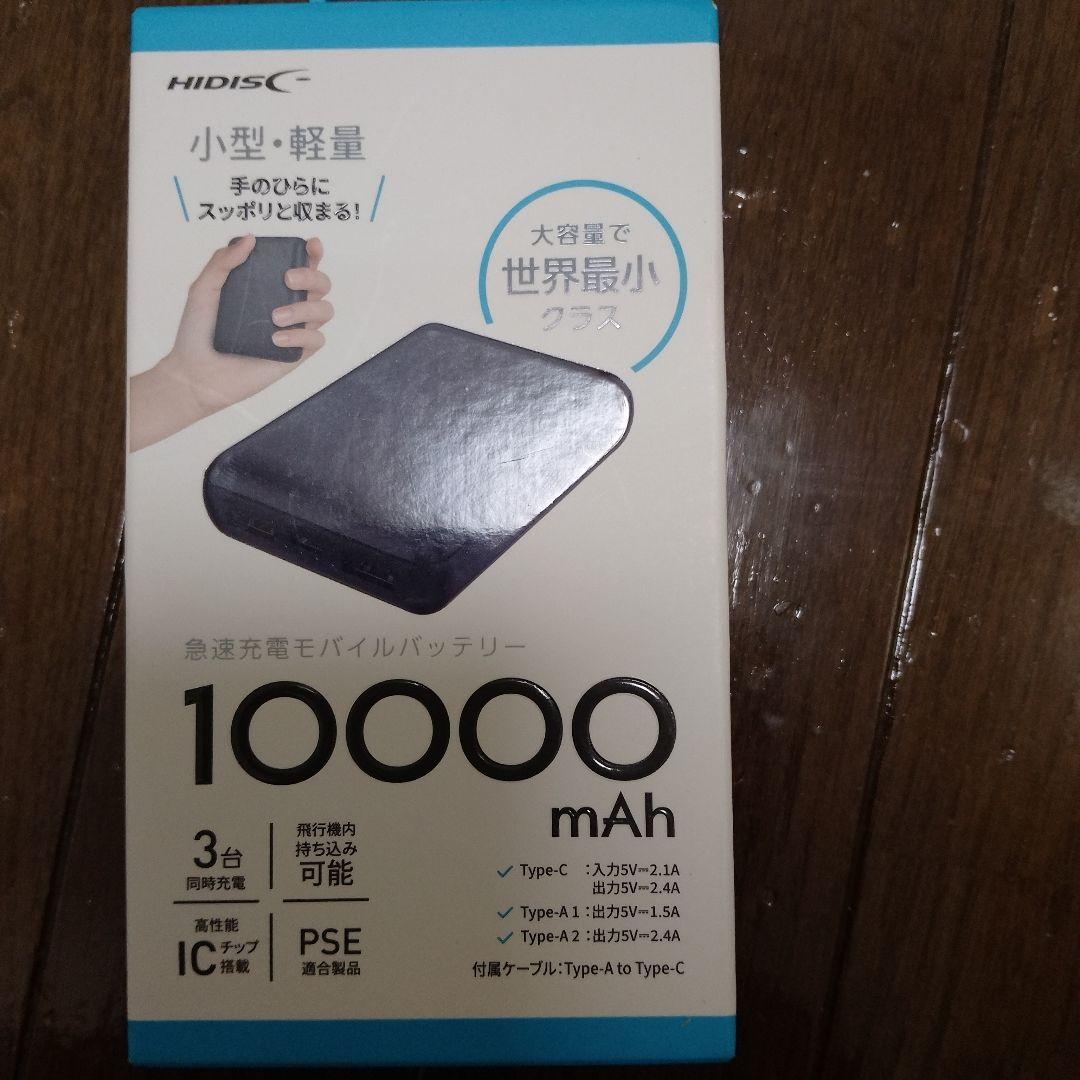 HIDISC
小型・軽量
手のひらに
スッポリと収まる!
大容量で
世界最小
クラス
急速充電モバイルバッテリー
10000
mAh
3台
同時充電
飛行機内
持ち込み
可能
高性能
ICチップ
搭載
PSE
適合製品
Type-C :入力5V⎓2.1A
出力5V⎓2.4A
Type-A 1:出力5V⎓1.5A
Type-A 2:出力5V⎓2.4A
付属ケーブル:Type-A to Type-C